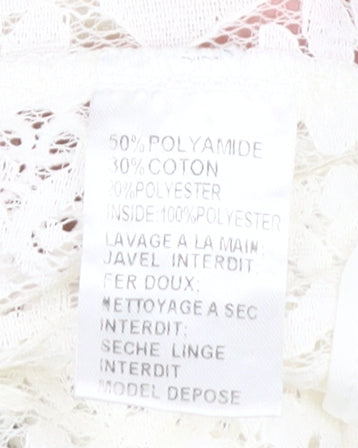 50% POLYAMIDE
30% COTTON
20%POLYESTER
INSIDE 100%POLYESTER
LAVAGE A LA MAIN
JAVEL INTERDIT
FER DOUX;
NETTOYAGE A SEC
INTERDIT;
SECHE LINGE
INTERDIT
MODEL DEPOSE